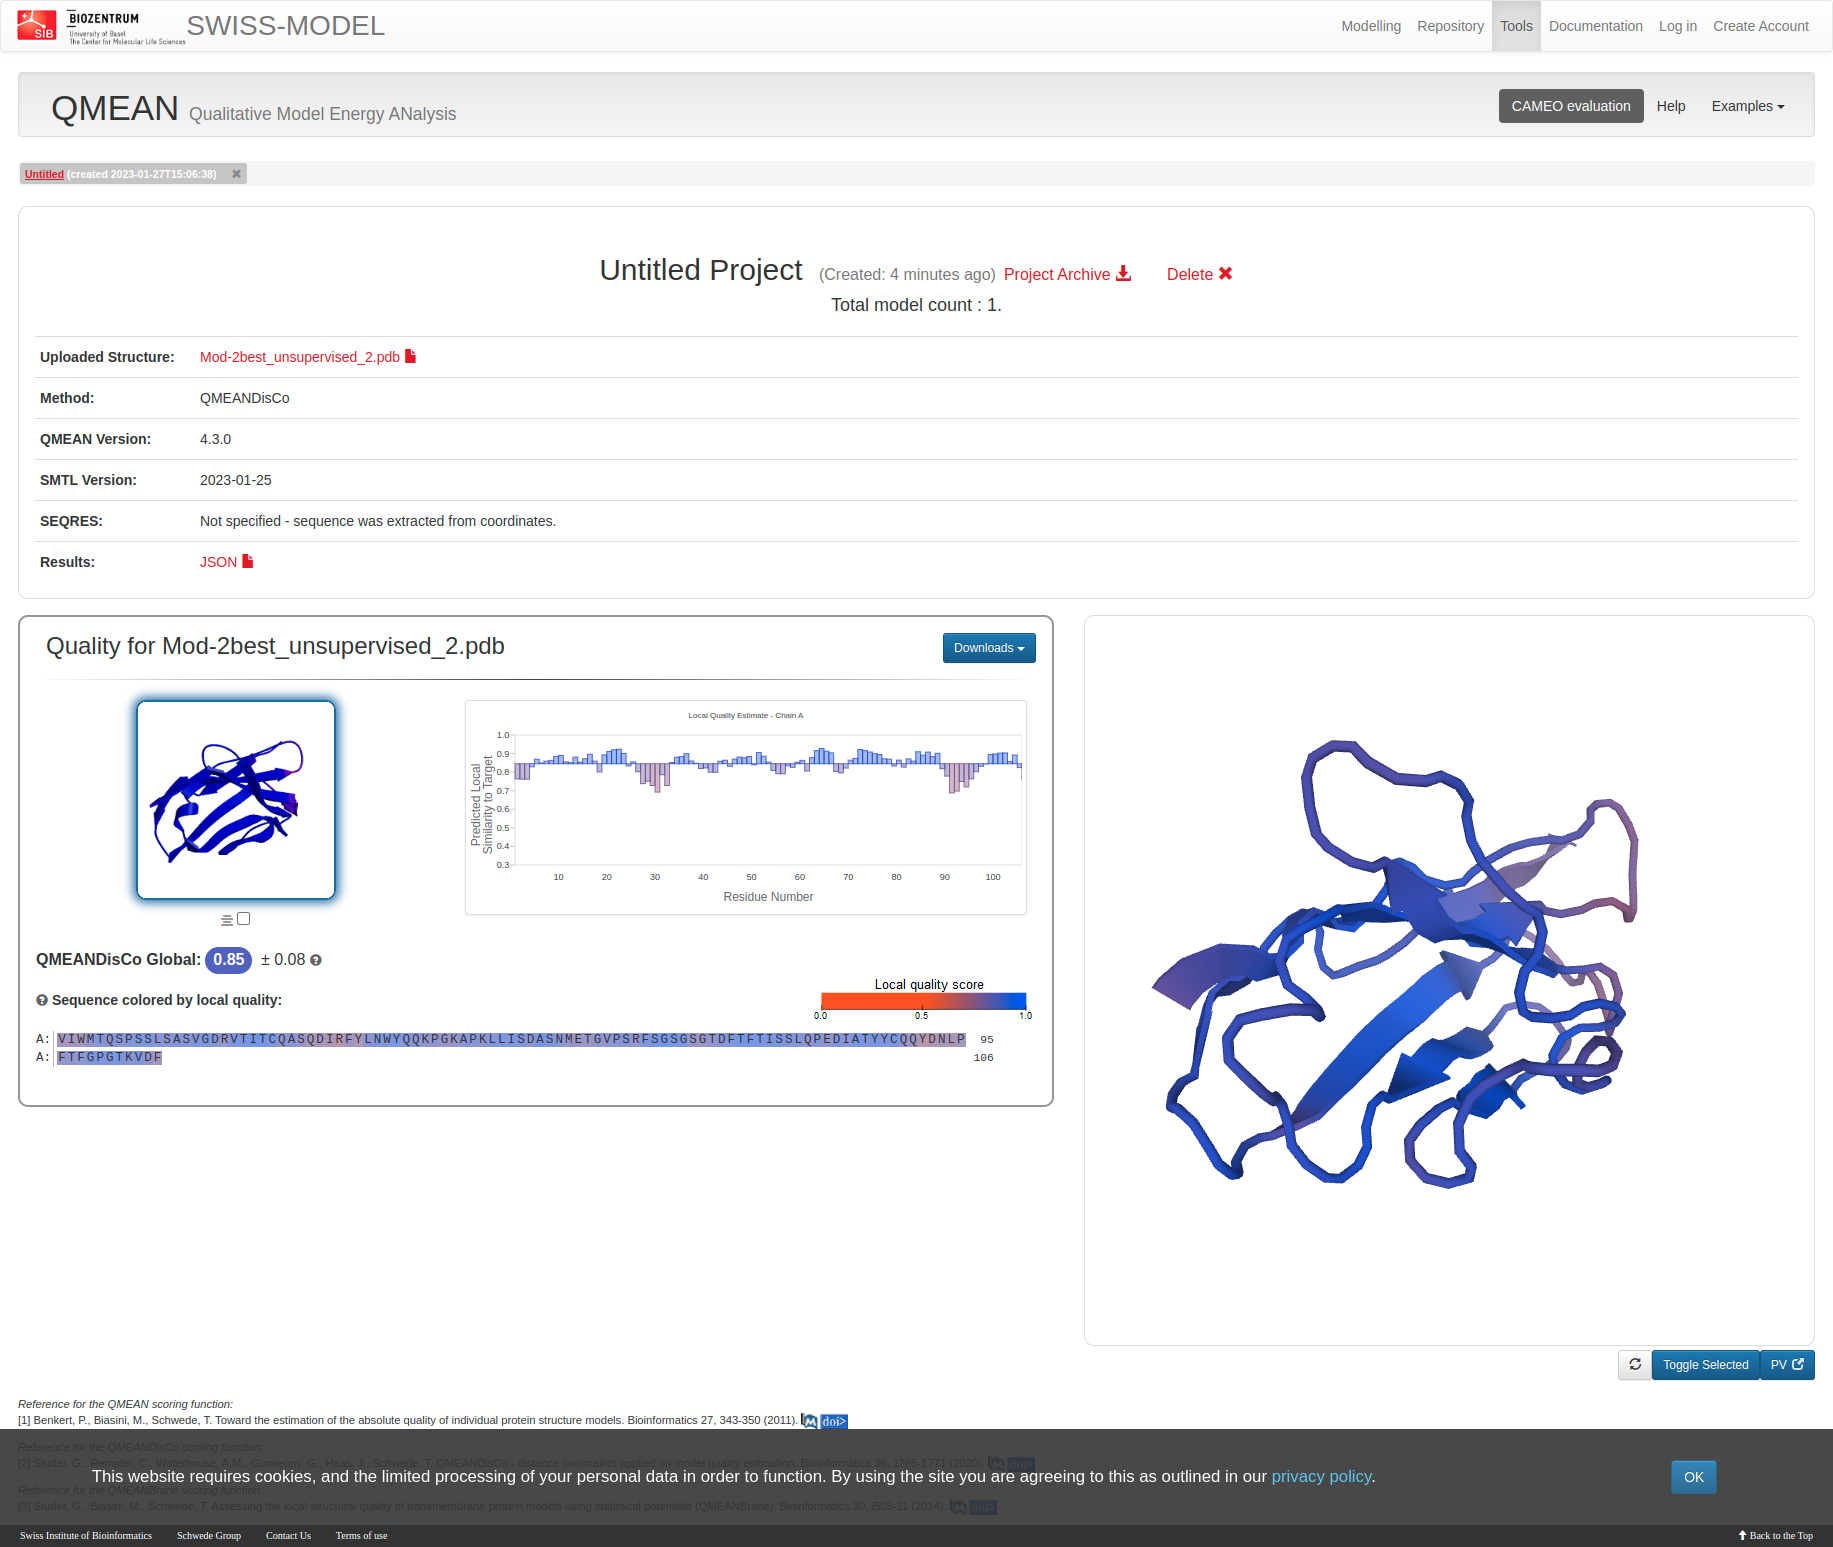 SIB
BIOZENTRUM
University of Basel
The Center for Molecular Life Sciences
SWISS-MODEL
Modelling Repository Tools Documentation Log in Create Account
QMEAN Qualitative Model Energy ANalysis
CAMEO evaluation Help Examples
Untitled (created 2023-01-27T15:06:38)
Untitled Project (Created: 4 minutes ago) Project Archive Delete
Total model count : 1.
Uploaded Structure: Mod-2best_unsupervised_2.pdb
Method: QMEANDisCo
QMEAN Version: 4.3.0
SMTL Version: 2023-01-25
SEQRES: Not specified - sequence was extracted from coordinates.
Results: JSON
Quality for Mod-2best_unsupervised_2.pdb
Downloads
Local Quality Estimate - Chain A
Predicted Local
Similarity to Target
1.0
0.9
0.8
0.7
0.6
0.5
0.4
0.3
10 20 30 40 50 60 70 80 90 100
Residue Number
QMEANDisCo Global: 0.85 ± 0.08
Sequence colored by local quality:
Local quality score
0.0 0.5 1.0
A: VIWMTQSPSSLSASVGDRVTITCQASQDIRFYLNWYQQKPGKAPKLLISDASNMETGVPSRFSGSGSGTDFTFTISSLQPEDIATYYCQQYDNLP 95
A: FTFGPGTKVDF 106
Toggle Selected PV
Reference for the QMEAN scoring function:
[1] Benkert, P., Biasini, M., Schwede, T. Toward the estimation of the absolute quality of individual protein structure models. Bioinformatics 27, 343-350 (2011). M doi>
Reference for the QMEANDisCo scoring function:
[2] Studer, G., Rempfer, C., Waterhouse, A.M., Gumienny, G., Haas, J., Schwede, T. QMEANDisCo - distance constraints applied on model quality estimation. Bioinformatics 36, 1765-1771 (2020). M doi>
This website requires cookies, and the limited processing of your personal data in order to function. By using the site you are agreeing to this as outlined in our privacy policy.
OK
Reference for the QMEANBrane scoring function:
[3] Studer, G., Biasini, M., Schwede, T. Assessing the local structural quality of transmembrane protein models using statistical potentials (QMEANBrane). Bioinformatics 30, i505-11 (2014). M doi>
Swiss Institute of Bioinformatics Schwede Group Contact Us Terms of use Back to the Top